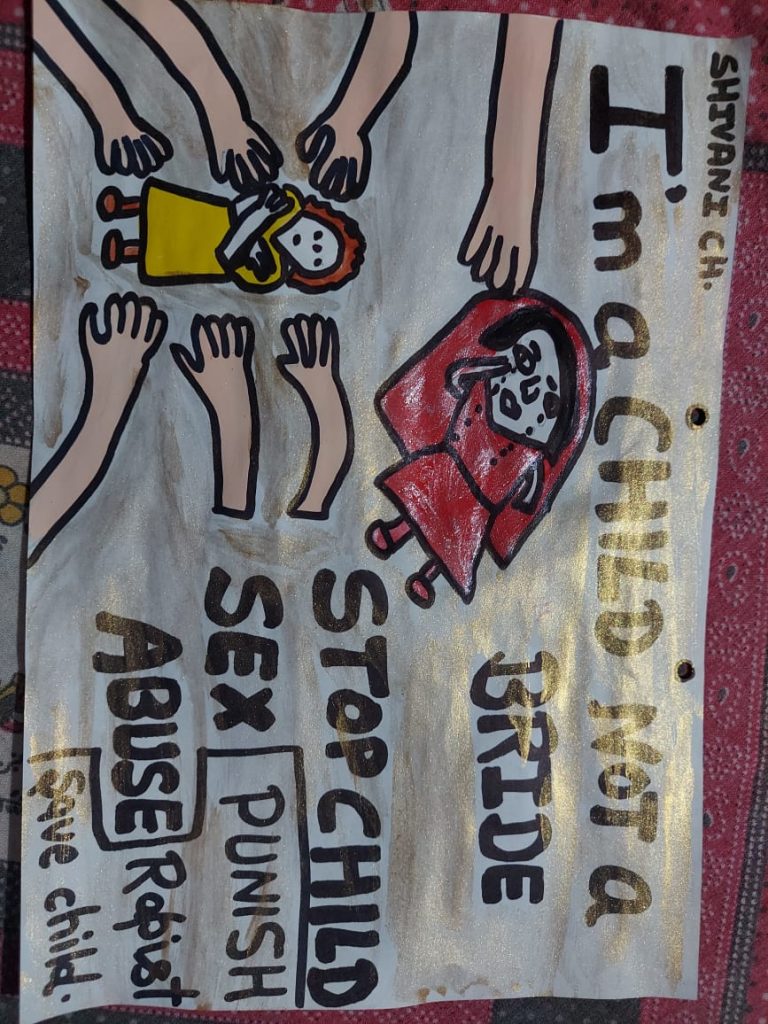 SHIVANI CH.
I'm a CHILD NOT a
BRIDE
STOP CHILD
SEX PUNISH
ABUSE Rapist
Save child.